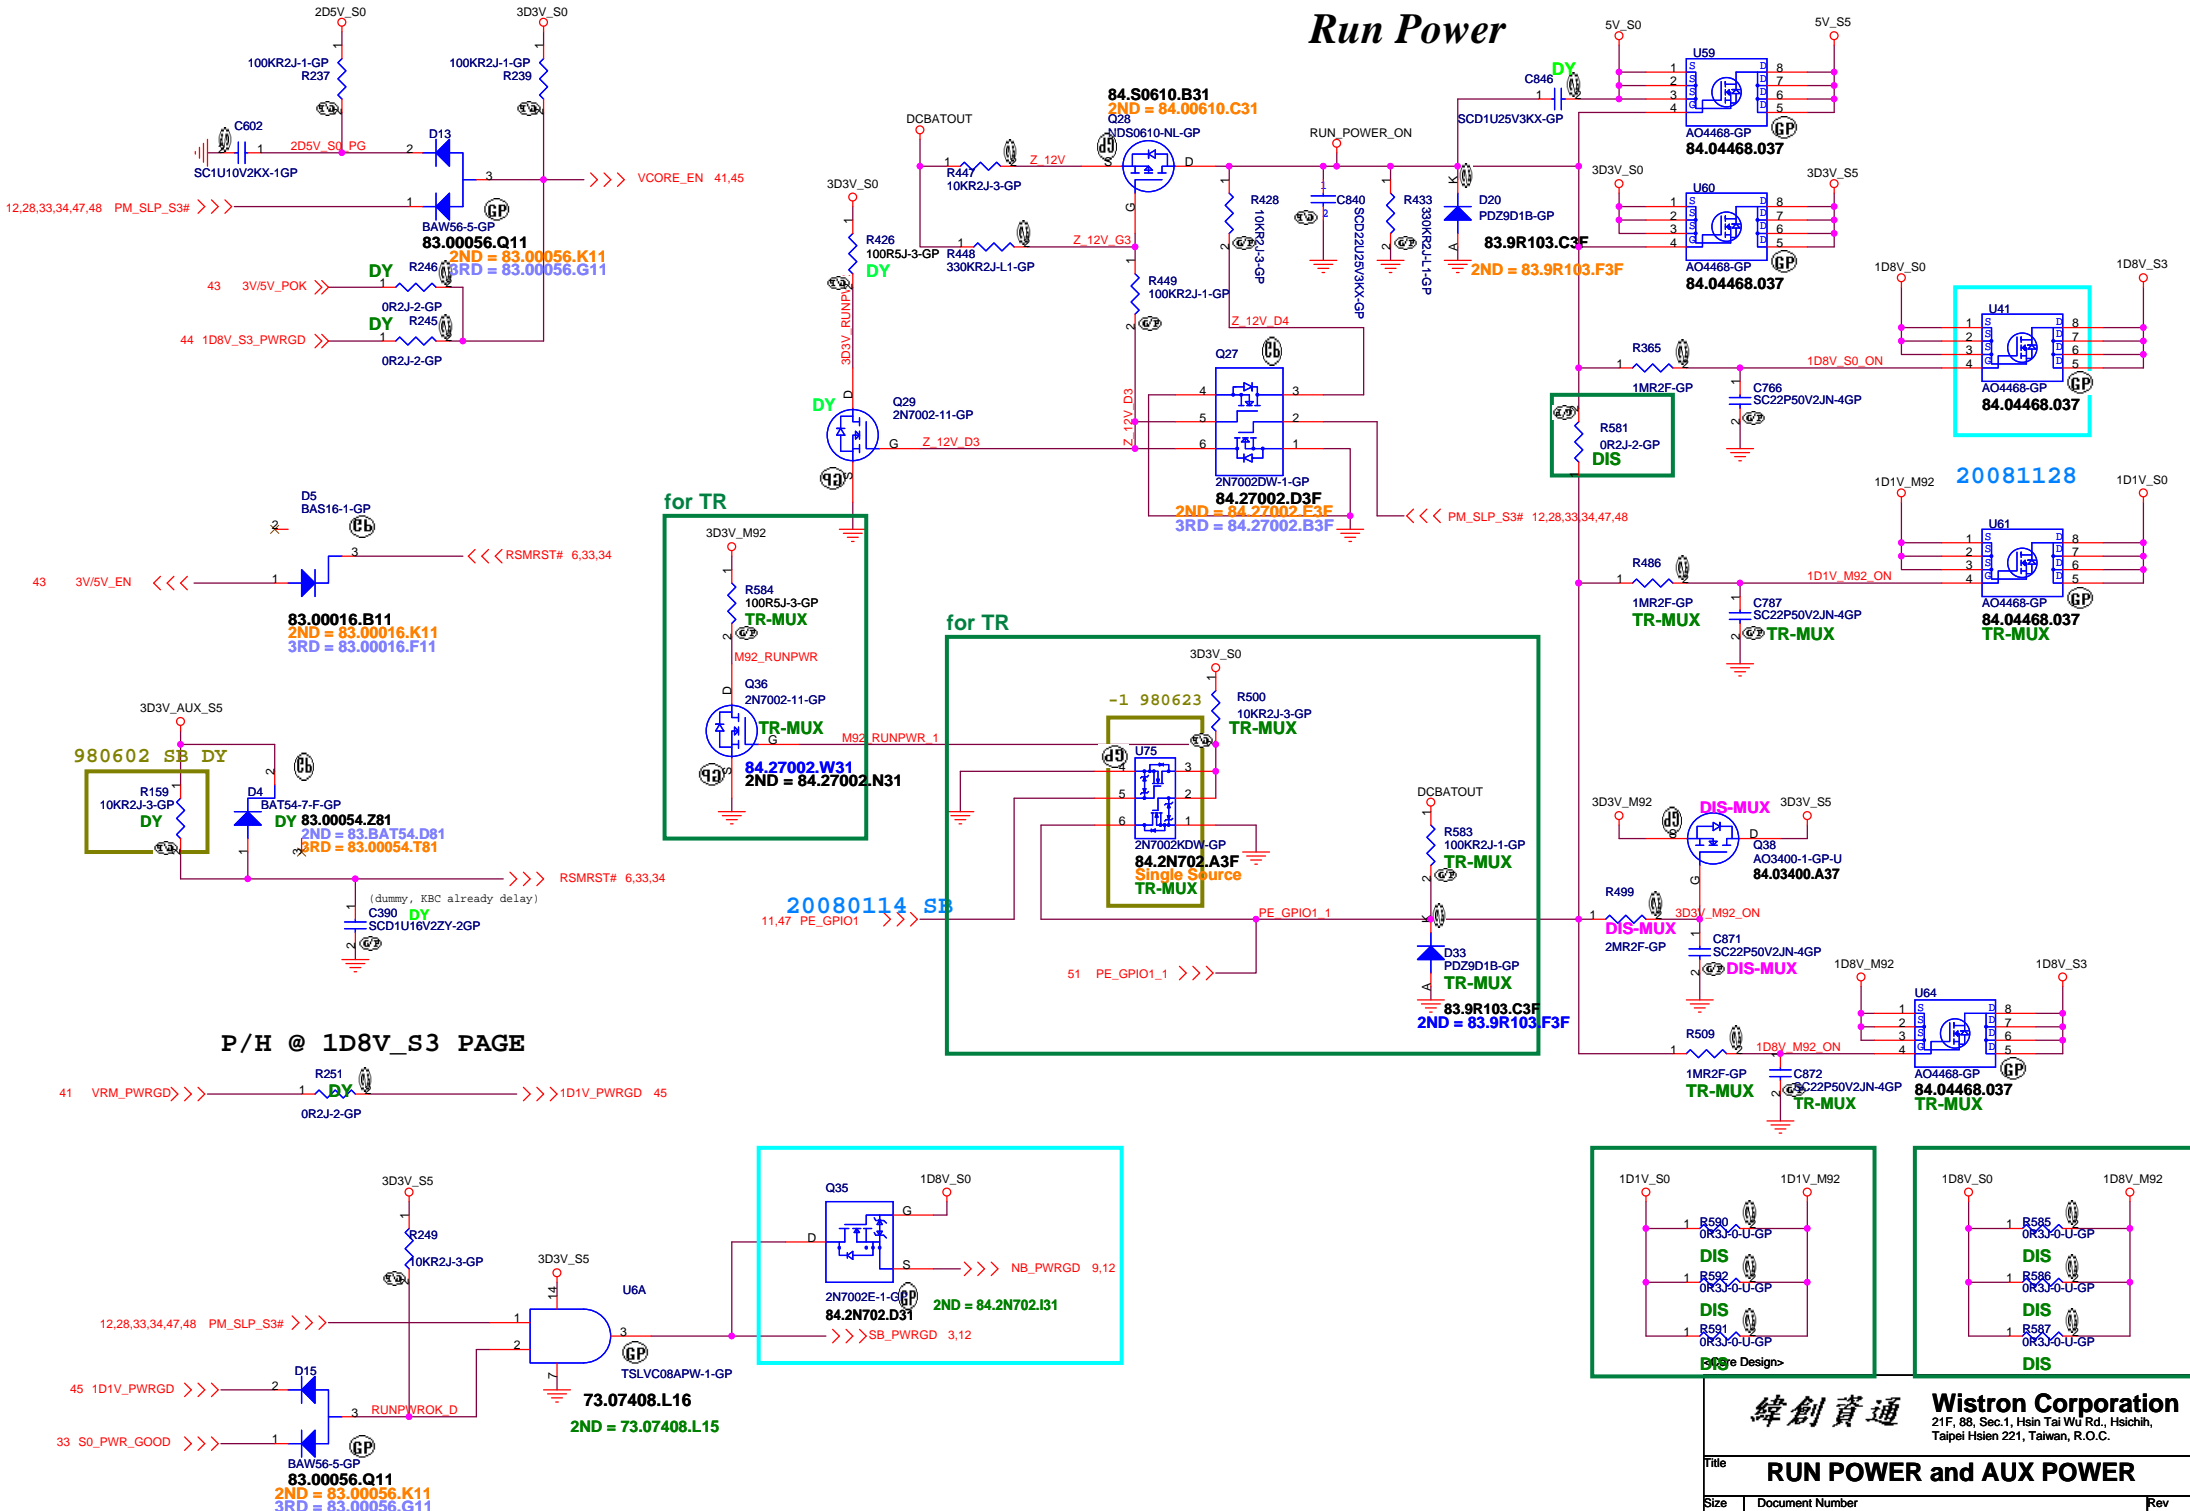 Run Power
2D5V_S0
3D3V_S0
100KR2J-1-GP
R237
100KR2J-1-GP
R239
C602
SC1U10V2KX-1GP
2D5V_S0_PG
D13
VCORE_EN 41,45
12,28,33,34,47,48 PM_SLP_S3#
BAW56-5-GP
83.00056.Q11
2ND = 83.00056.K11
3RD = 83.00056.G11
DY
R246
43 3V/5V_POK
0R2J-2-GP
DY
R245
44 1D8V_S3_PWRGD
0R2J-2-GP
3D3V_S0
R426
100R5J-3-GP
DY
DY
Q29
2N7002-11-GP
Z_12V_D3
DCBATOUT
R447
10KR2J-3-GP
Z_12V
84.S0610.B31
2ND = 84.00610.C31
Q28
NDS0610-NL-GP
R448
330KR2J-L1-GP
Z_12V_G3
R449
100KR2J-1-GP
Z_12V_D3
R428
10KR2J-3-GP
Z_12V_D4
RUN_POWER_ON
C840
SCD22U25V3KX-GP
R433
330KR2J-L1-GP
D20
PDZ9D1B-GP
83.9R103.C3F
2ND = 83.9R103.F3F
DY
C846
SCD1U25V3KX-GP
Q27
2N7002DW-1-GP
84.27002.D3F
2ND = 84.27002.F3F
3RD = 84.27002.B3F
PM_SLP_S3# 12,28,33,34,47,48
5V_S0
5V_S5
U59
AO4468-GP
84.04468.037
3D3V_S0
3D3V_S5
U60
AO4468-GP
84.04468.037
1D8V_S0
1D8V_S3
U41
AO4468-GP
84.04468.037
R365
1MR2F-GP
1D8V_S0_ON
C766
SC22P50V2JN-4GP
R581
0R2J-2-GP
DIS
20081128
1D1V_M92
1D1V_S0
U61
AO4468-GP
84.04468.037
TR-MUX
R486
1MR2F-GP
TR-MUX
1D1V_M92_ON
C787
SC22P50V2JN-4GP
TR-MUX
D5
BAS16-1-GP
RSMRST# 6,33,34
43 3V/5V_EN
83.00016.B11
2ND = 83.00016.K11
3RD = 83.00016.F11
for TR
3D3V_M92
R584
100R5J-3-GP
TR-MUX
M92_RUNPWR
Q36
2N7002-11-GP
TR-MUX
84.27002.W31
2ND = 84.27002.N31
M92_RUNPWR_1
for TR
3D3V_S0
R500
10KR2J-3-GP
TR-MUX
-1 980623
U75
2N7002KDW-GP
84.2N702.A3F
Single Source
TR-MUX
20080114 SB
11,47 PE_GPIO1
PE_GPIO1_1
51 PE_GPIO1_1
DCBATOUT
R583
100KR2J-1-GP
TR-MUX
D33
PDZ9D1B-GP
TR-MUX
83.9R103.C3F
2ND = 83.9R103.F3F
3D3V_M92
3D3V_S5
DIS-MUX
Q38
AO3400-1-GP-U
84.03400.A37
R499
DIS-MUX
2MR2F-GP
3D3V_M92_ON
C871
SC22P50V2JN-4GP
DIS-MUX
1D8V_M92
1D8V_S3
U64
AO4468-GP
84.04468.037
TR-MUX
R509
1MR2F-GP
TR-MUX
1D8V_M92_ON
C872
SC22P50V2JN-4GP
TR-MUX
3D3V_AUX_S5
980602 SB DY
R159
10KR2J-3-GP
DY
D4
BAT54-7-F-GP
DY
83.00054.Z81
2ND = 83.BAT54.D81
3RD = 83.00054.T81
RSMRST# 6,33,34
(dummy, KBC already delay)
C390
DY
SCD1U16V2ZY-2GP
P/H @ 1D8V_S3 PAGE
41 VRM_PWRGD
R251
DY
0R2J-2-GP
1D1V_PWRGD 45
3D3V_S5
R249
10KR2J-3-GP
3D3V_S5
U6A
TSLVC08APW-1-GP
73.07408.L16
2ND = 73.07408.L15
12,28,33,34,47,48 PM_SLP_S3#
D15
45 1D1V_PWRGD
RUNPWROK_D
33 S0_PWR_GOOD
BAW56-5-GP
83.00056.Q11
2ND = 83.00056.K11
3RD = 83.00056.G11
Q35
1D8V_S0
NB_PWRGD 9,12
2N7002E-1-GP
84.2N702.D31
2ND = 84.2N702.I31
SB_PWRGD 3,12
1D1V_S0
1D1V_M92
R590
0R3J-0-U-GP
DIS
R592
0R3J-0-U-GP
DIS
R591
0R3J-0-U-GP
DIS
1D8V_S0
1D8V_M92
R585
0R3J-0-U-GP
DIS
R586
0R3J-0-U-GP
DIS
R587
0R3J-0-U-GP
DIS
緯創資通
Wistron Corporation
21F, 88, Sec.1, Hsin Tai Wu Rd., Hsichih,
Taipei Hsien 221, Taiwan, R.O.C.
Title
RUN POWER and AUX POWER
Size
Document Number
Rev